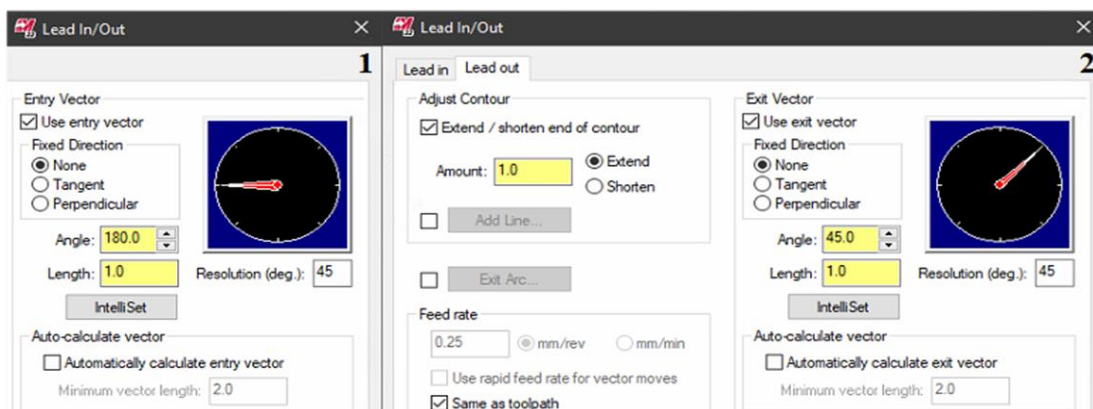 Lead In/Out
1
Entry Vector
Use entry vector
Fixed Direction
None
Tangent
Perpendicular
Angle: 180.0
Length: 1.0
Resolution (deg.): 45
IntelliSet
Auto-calculate vector
Automatically calculate entry vector
Minimum vector length: 2.0
Lead In/Out
2
Lead in Lead out
Adjust Contour
Extend / shorten end of contour
Amount: 1.0
Extend
Shorten
Add Line...
Exit Arc...
Feed rate
0.25 mm/rev mm/min
Use rapid feed rate for vector moves
Same as toolpath
Exit Vector
Use exit vector
Fixed Direction
None
Tangent
Perpendicular
Angle: 45.0
Length: 1.0
Resolution (deg.): 45
IntelliSet
Auto-calculate vector
Automatically calculate exit vector
Minimum vector length: 2.0